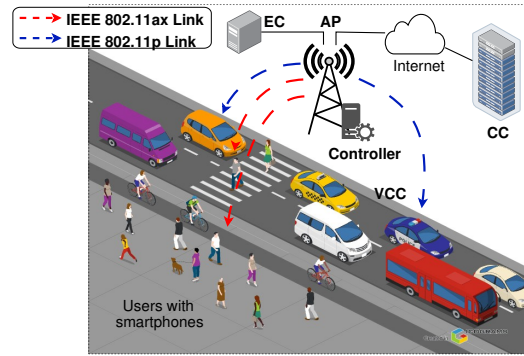 IEEE 802.11ax Link
IEEE 802.11p Link
EC
AP
Internet
CC
Controller
VCC
Users with
smartphones